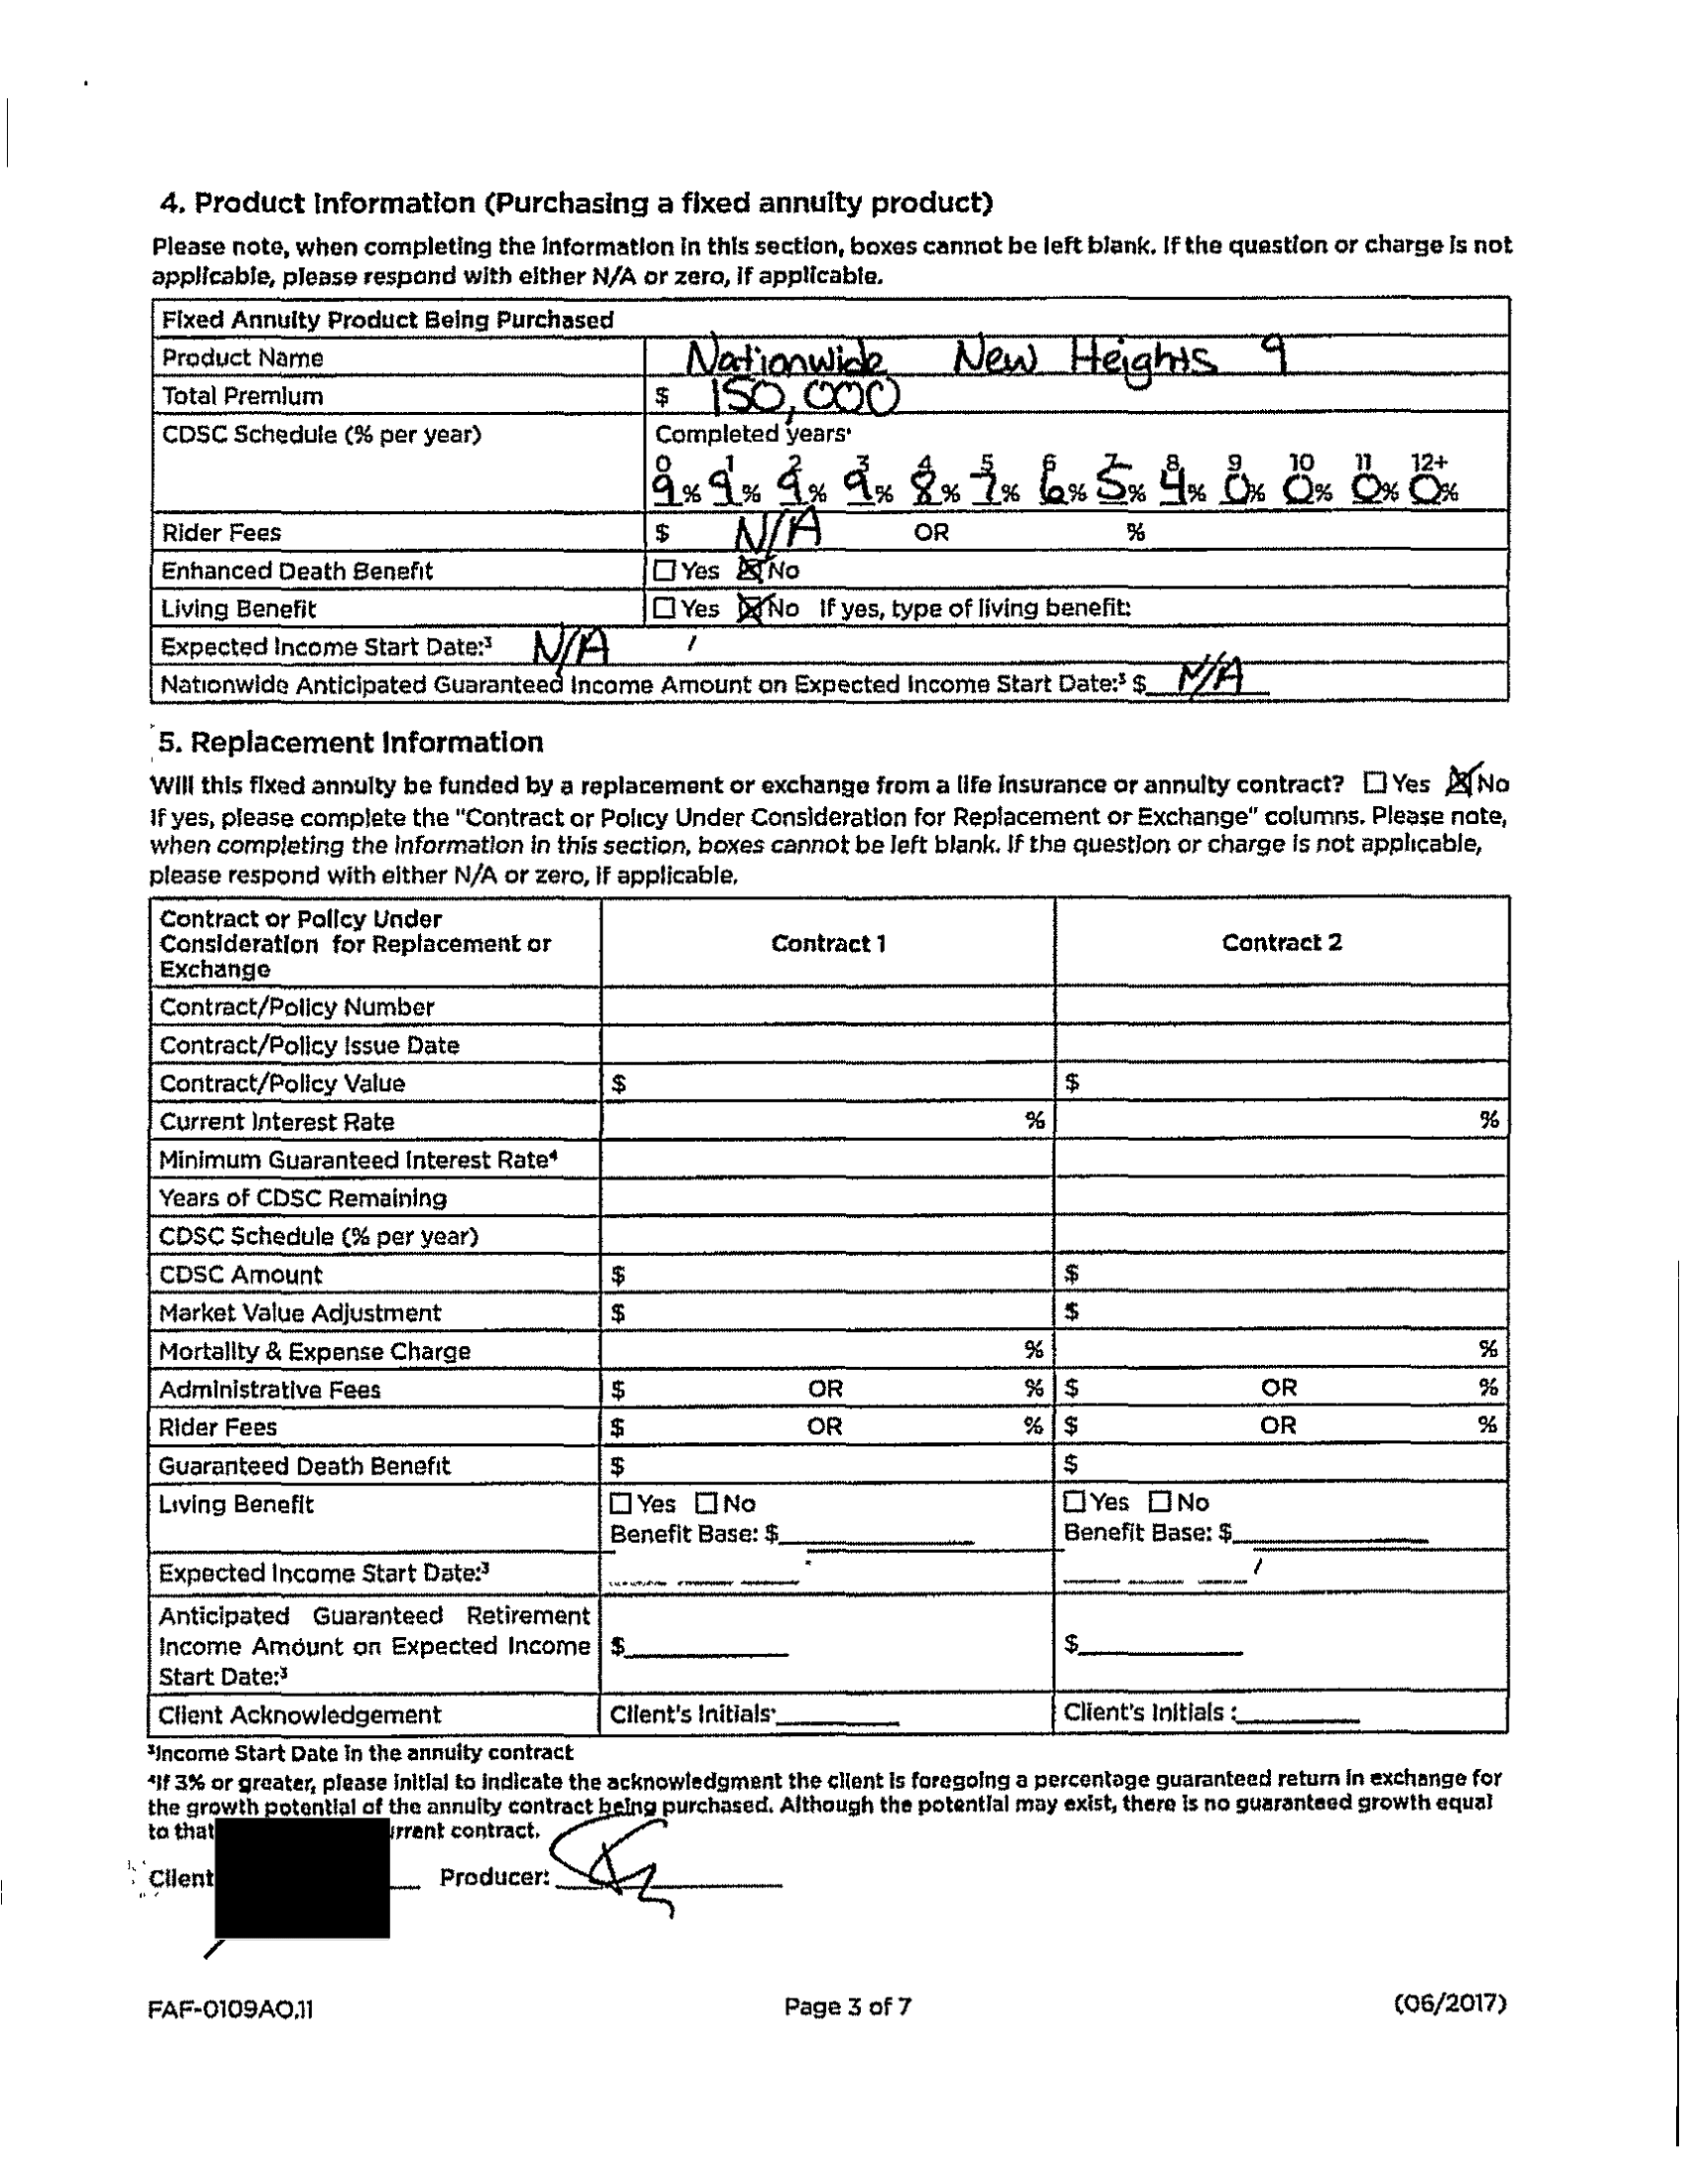 4. Product Information (Purchasing a fixed annuity product)
Please note, when completing the information in this section, boxes cannot be left blank. If the question or charge is not
applicable, please respond with either N/A or zero, if applicable.
Fixed Annuity Product Being Purchased
Product Name Nationwide New Heights 9
Total Premium $ 150,000
CDSC Schedule (% per year) Completed years:
0 1 2 3 4 5 6 7 8 9 10 11 12+
9% 9% 9% 9% 8% 7% 6% 5% 4% 0% 0% 0% 0%
Rider Fees $ N/A OR %
Enhanced Death Benefit ☐ Yes ☒ No
Living Benefit ☐ Yes ☒ No If yes, type of living benefit:
Expected Income Start Date:³ N/A
Nationwide Anticipated Guaranteed Income Amount on Expected Income Start Date:³ $ N/A
5. Replacement Information
Will this fixed annuity be funded by a replacement or exchange from a life insurance or annuity contract? ☐ Yes ☒ No
If yes, please complete the "Contract or Policy Under Consideration for Replacement or Exchange" columns. Please note,
when completing the information in this section, boxes cannot be left blank. If the question or charge is not applicable,
please respond with either N/A or zero, if applicable.
Contract or Policy Under
Consideration for Replacement or
Exchange
Contract 1 Contract 2
Contract/Policy Number
Contract/Policy Issue Date
Contract/Policy Value $ $
Current Interest Rate % %
Minimum Guaranteed Interest Rate⁴
Years of CDSC Remaining
CDSC Schedule (% per year)
CDSC Amount $ $
Market Value Adjustment $ $
Mortality & Expense Charge % %
Administrative Fees $ OR % $ OR %
Rider Fees $ OR % $ OR %
Guaranteed Death Benefit $ $
Living Benefit ☐ Yes ☐ No ☐ Yes ☐ No
Benefit Base: $ Benefit Base: $
Expected Income Start Date:³
Anticipated Guaranteed Retirement
Income Amount on Expected Income $ $
Start Date:³
Client Acknowledgement Client's Initials: Client's Initials :
³Income Start Date in the annuity contract
⁴If 3% or greater, please initial to indicate the acknowledgment the client is foregoing a percentage guaranteed return in exchange for
the growth potential of the annuity contract being purchased. Although the potential may exist, there is no guaranteed growth equal
to that rrent contract.
Client Producer:
FAF-0109AO.11 Page 3 of 7 (06/2017)